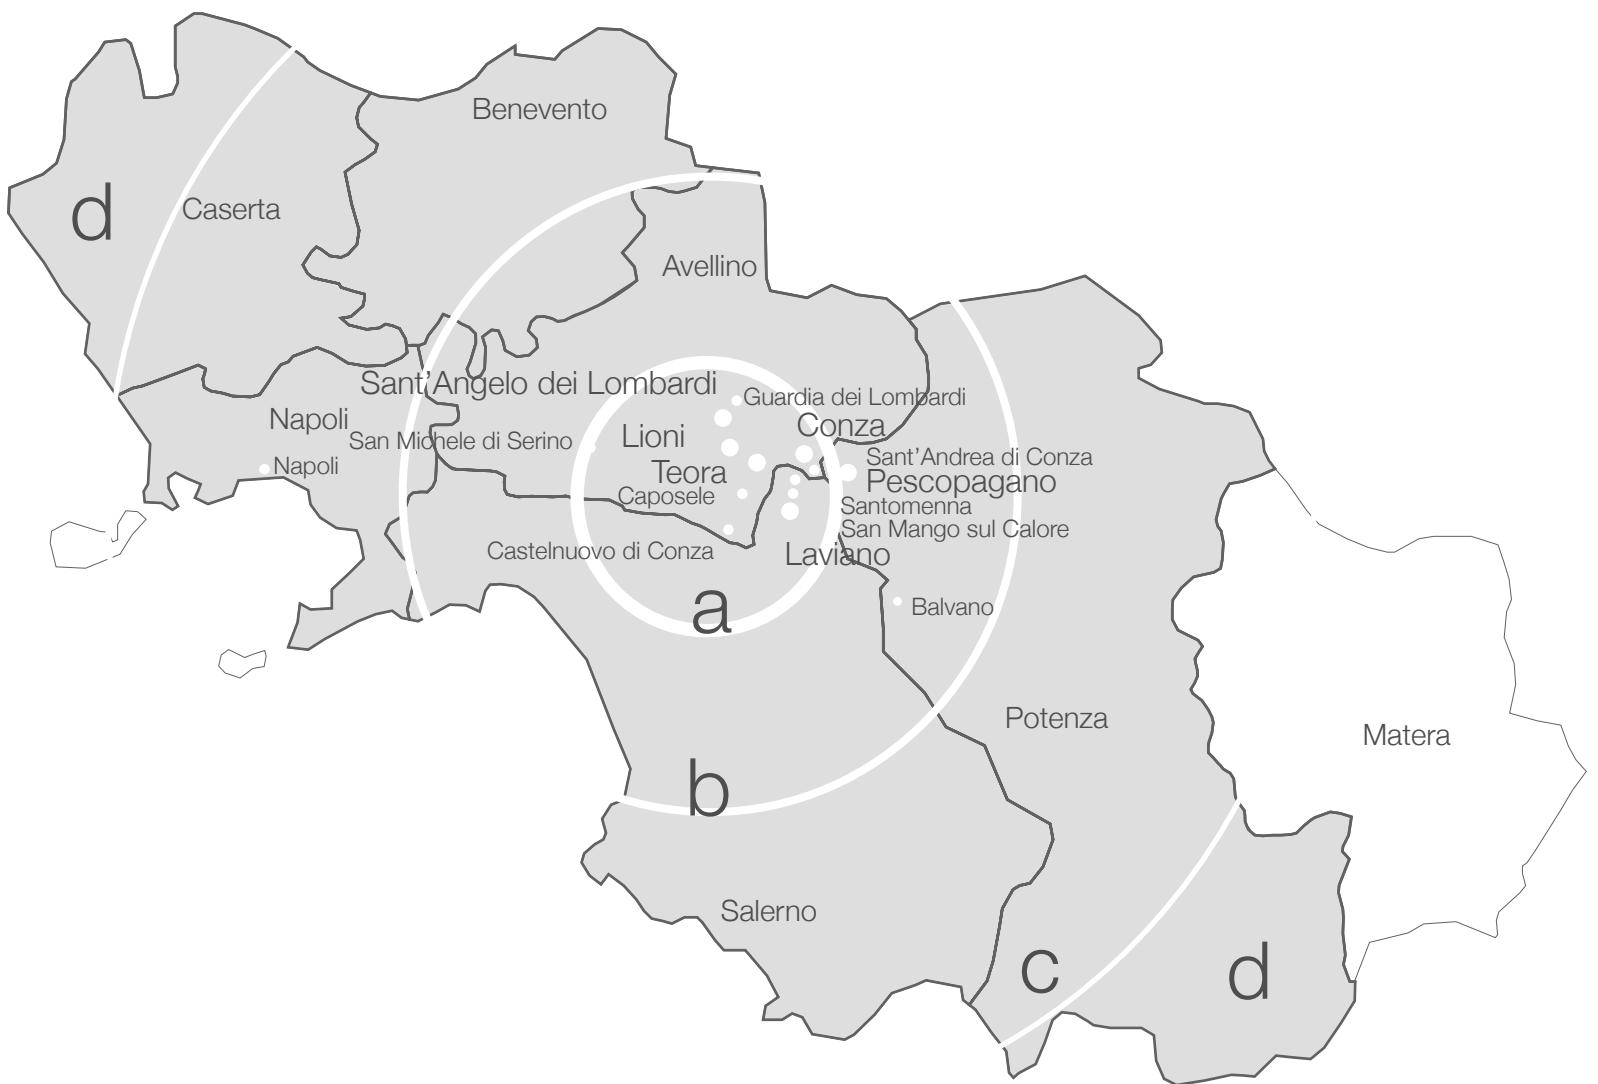 Benevento
d
Caserta
Avellino
Sant'Angelo dei Lombardi
Guardia dei Lombardi
Napoli
Conza
San Michele di Serino
Lioni
Napoli
Teora
Sant'Andrea di Conza
Pescopagano
Caposele
Santomenna
San Mango sul Calore
Castelnuovo di Conza
Laviano
a
Balvano
Potenza
Matera
b
Salerno
c
d